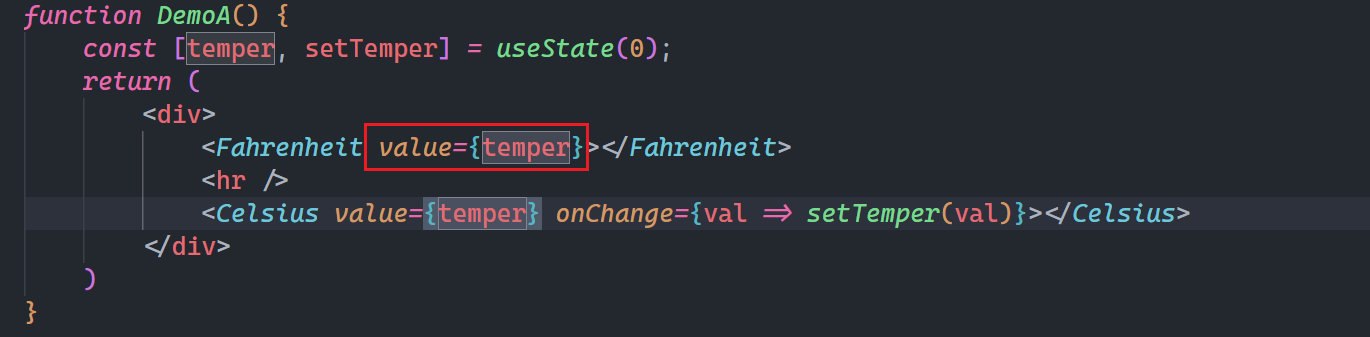 function DemoA() {
    const [temper, setTemper] = useState(0);
    return (
        <div>
            <Fahrenheit value={temper}></Fahrenheit>
            <hr />
            <Celsius value={temper} onChange={val => setTemper(val)}></Celsius>
        </div>
    )
}